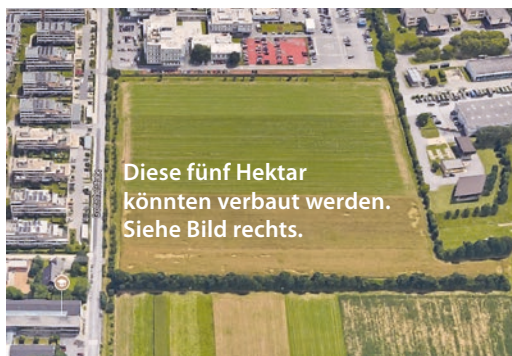 Diese fünf Hektar
könnten verbaut werden.
Siehe Bild rechts.